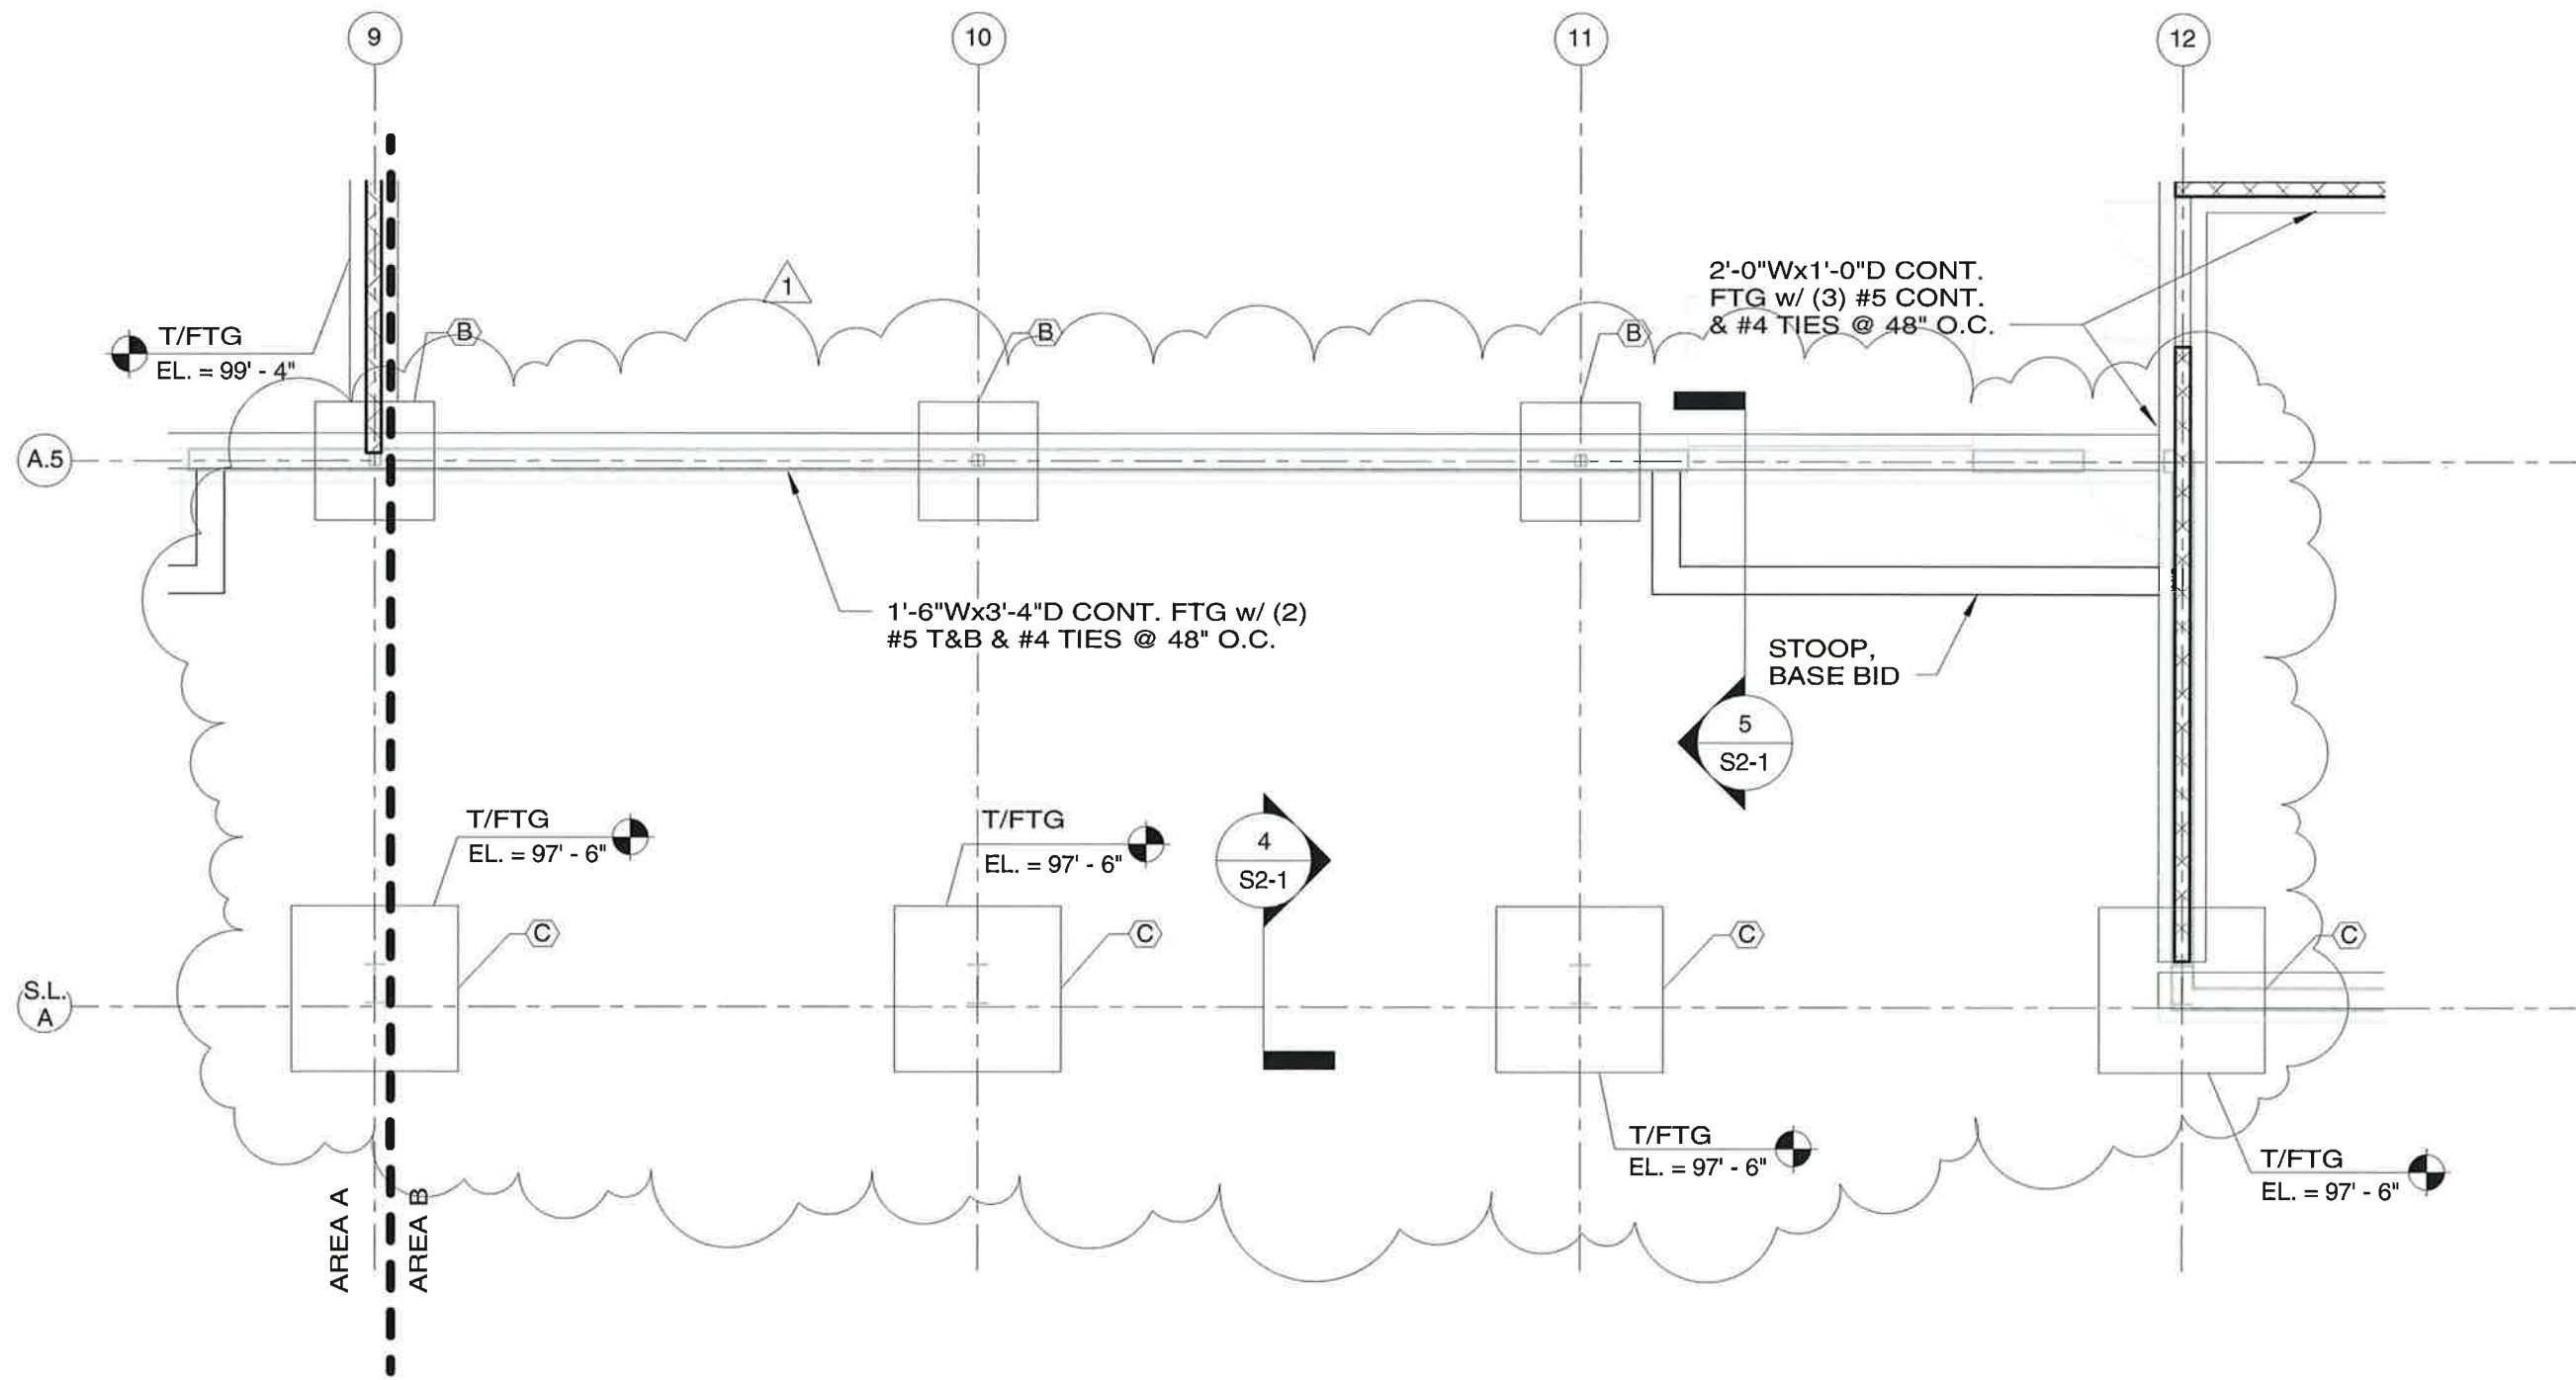 9
10
11
12
1
2'-0"Wx1'-0"D CONT.
FTG w/ (3) #5 CONT.
& #4 TIES @ 48" O.C.
T/FTG
EL. = 99' - 4"
B
B
B
A.5
1'-6"Wx3'-4"D CONT. FTG w/ (2)
#5 T&B & #4 TIES @ 48" O.C.
STOOP,
BASE BID
5
S2-1
T/FTG
EL. = 97' - 6"
T/FTG
EL. = 97' - 6"
4
S2-1
C
C
C
C
S.L.
A
T/FTG
EL. = 97' - 6"
T/FTG
EL. = 97' - 6"
AREA A
AREA B